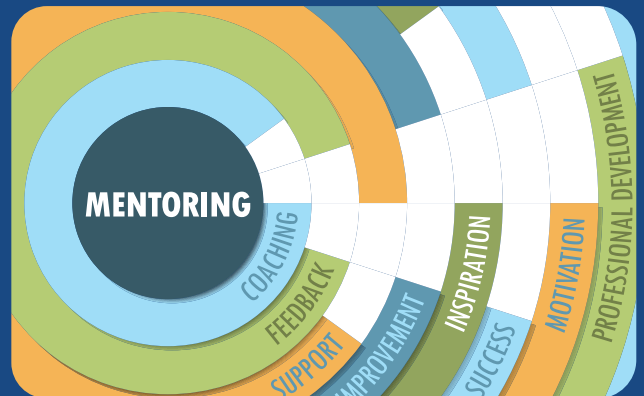 MENTORING
COACHING
FEEDBACK
SUPPORT
IMPROVEMENT
INSPIRATION
SUCCESS
MOTIVATION
PROFESSIONAL DEVELOPMENT